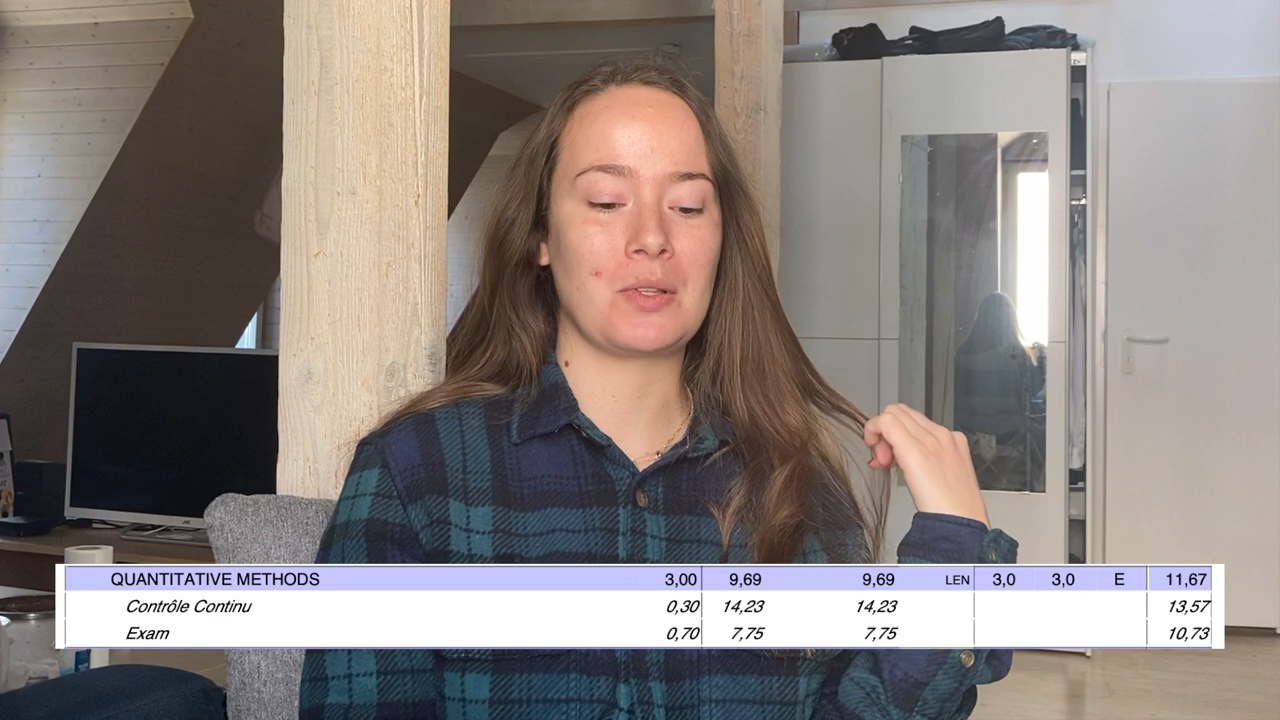 QUANTITATIVE METHODS 3,00 9,69 9,69 LEN 3,0 3,0 E 11,67
Contrôle Continu 0,30 14,23 14,23 13,57
Exam 0,70 7,75 7,75 10,73